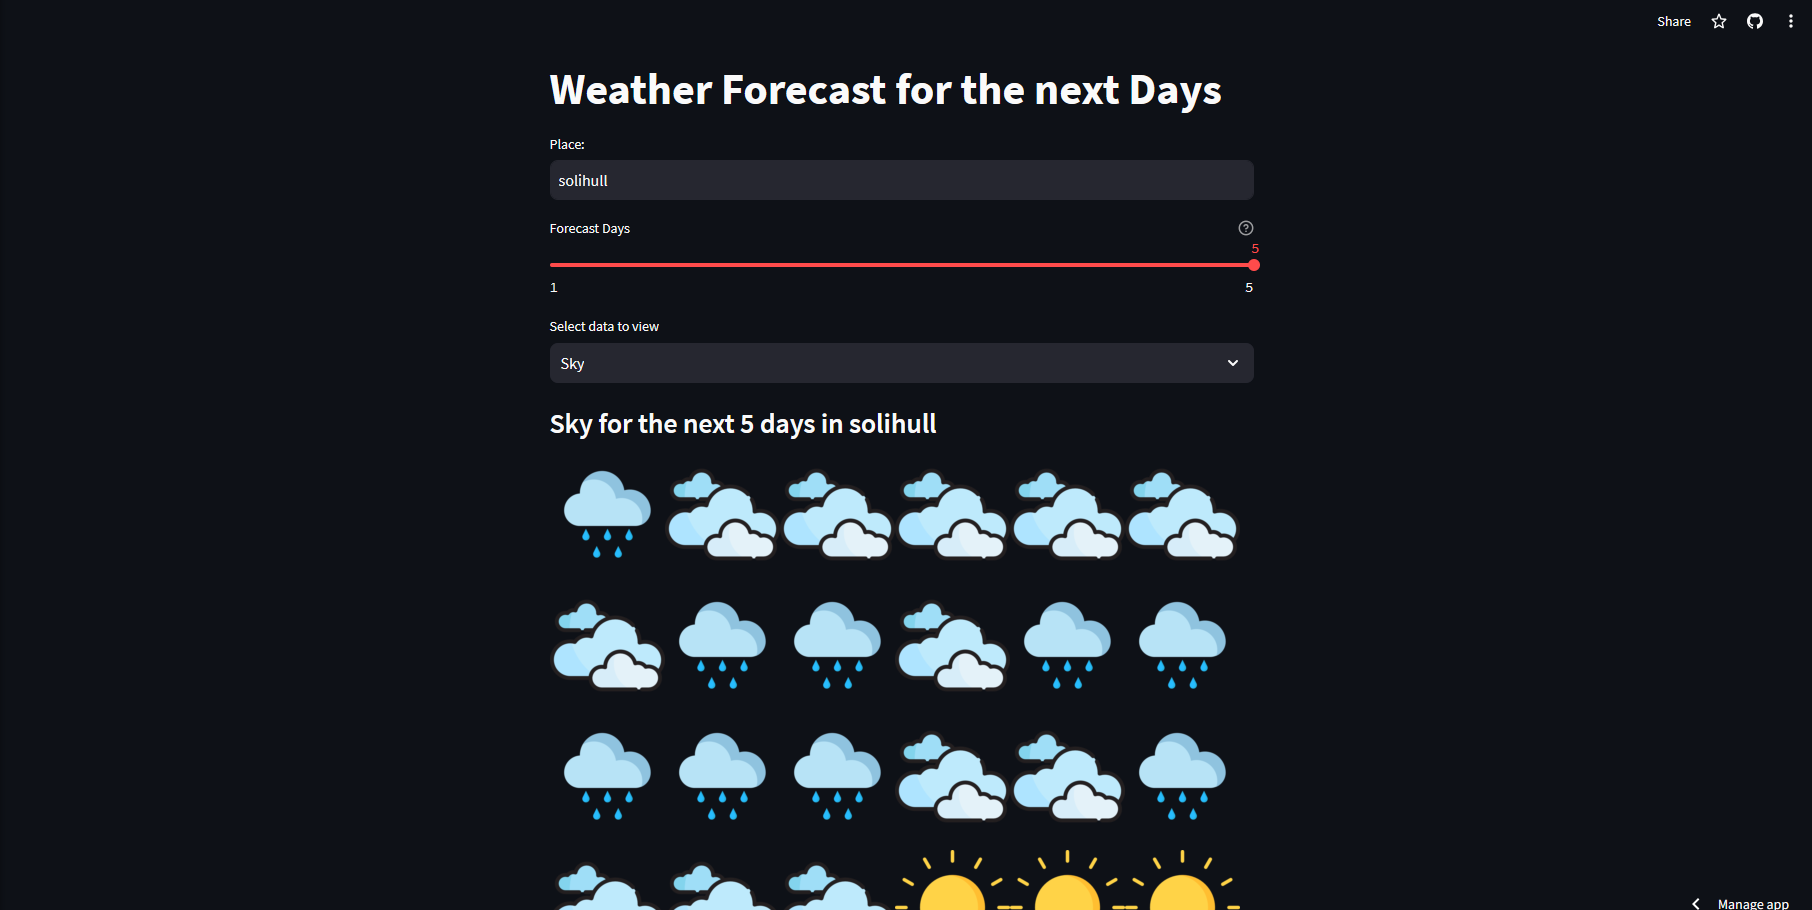 Share
Weather Forecast for the next Days
Place:
solihull
Forecast Days
5
1 5
Select data to view
Sky
Sky for the next 5 days in solihull
Manage app